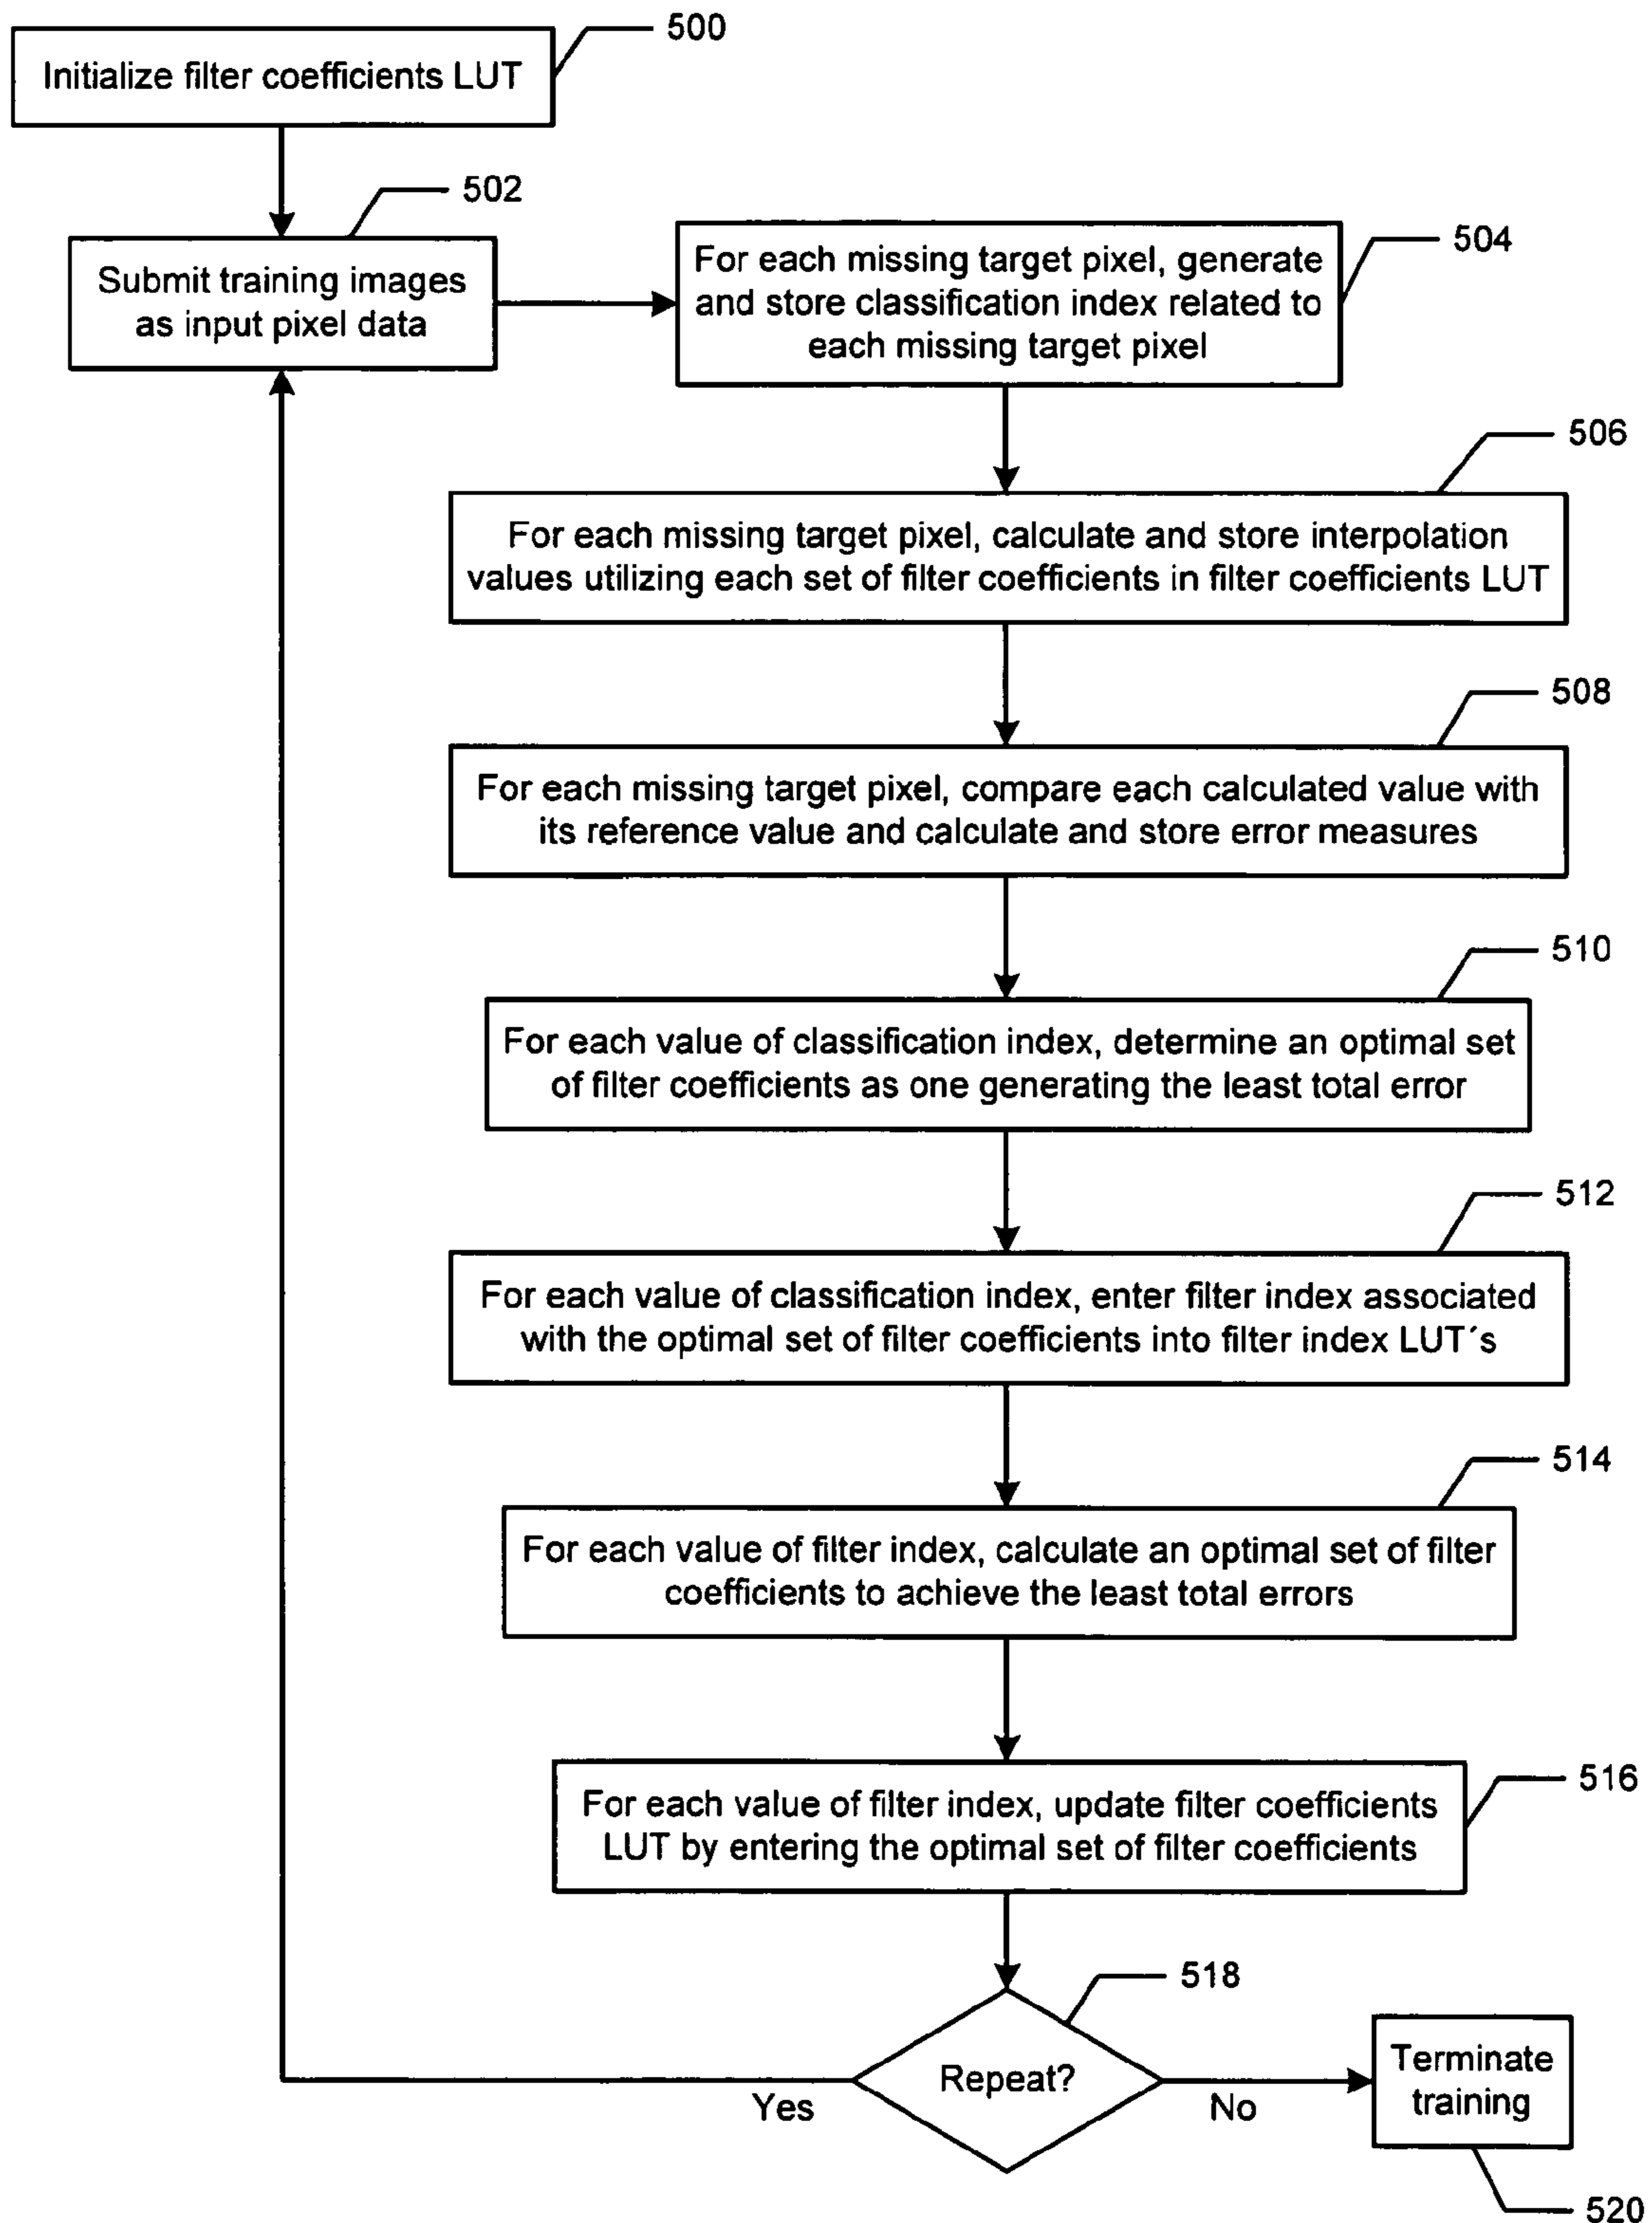 500
Initialize filter coefficients LUT
502
Submit training images
as input pixel data
504
For each missing target pixel, generate
and store classification index related to
each missing target pixel
506
For each missing target pixel, calculate and store interpolation
values utilizing each set of filter coefficients in filter coefficients LUT
508
For each missing target pixel, compare each calculated value with
its reference value and calculate and store error measures
510
For each value of classification index, determine an optimal set
of filter coefficients as one generating the least total error
512
For each value of classification index, enter filter index associated
with the optimal set of filter coefficients into filter index LUT´s
514
For each value of filter index, calculate an optimal set of filter
coefficients to achieve the least total errors
516
For each value of filter index, update filter coefficients
LUT by entering the optimal set of filter coefficients
518
Repeat?
Yes
No
Terminate
training
520